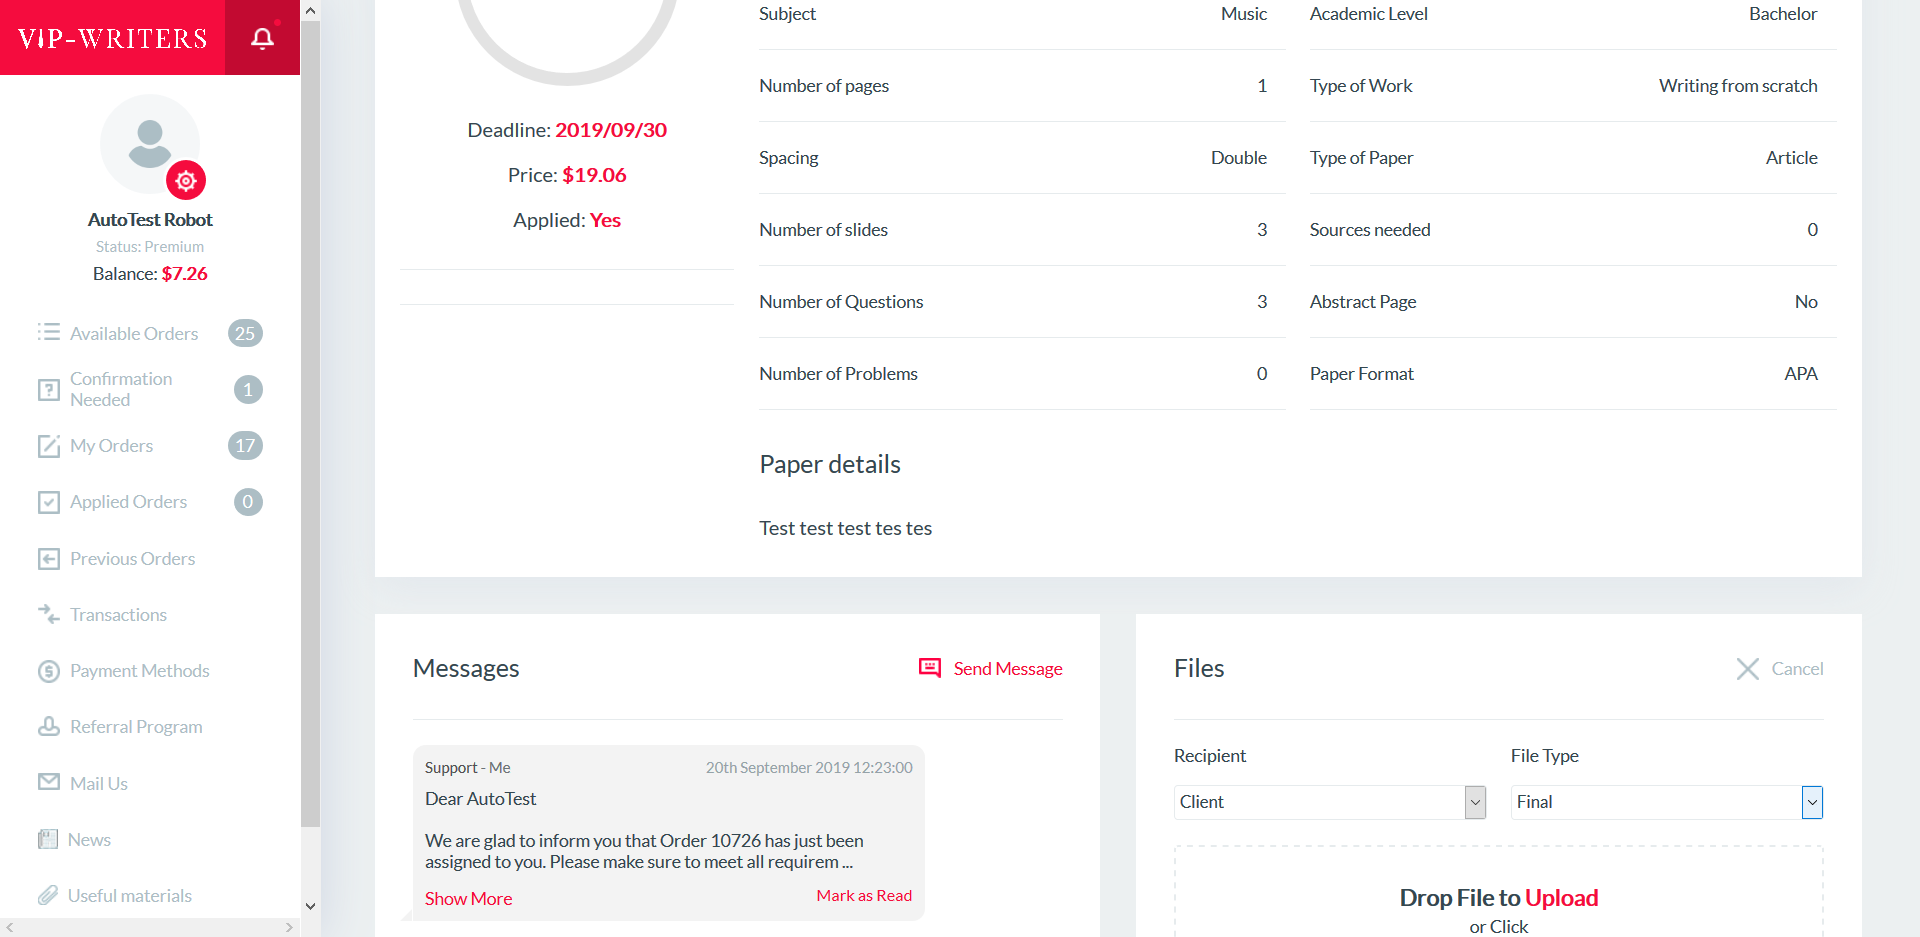 VIP-WRITERS
AutoTest Robot
Status: Premium
Balance: $7.26
Available Orders 25
Confirmation
Needed 1
My Orders 17
Applied Orders 0
Previous Orders
Transactions
Payment Methods
Referral Program
Mail Us
News
Useful materials
Deadline: 2019/09/30
Price: $19.06
Applied: Yes
Subject Music
Number of pages 1
Spacing Double
Number of slides 3
Number of Questions 3
Number of Problems 0
Academic Level Bachelor
Type of Work Writing from scratch
Type of Paper Article
Sources needed 0
Abstract Page No
Paper Format APA
Paper details
Test test test tes tes
Messages
Send Message
Support - Me 20th September 2019 12:23:00
Dear AutoTest
We are glad to inform you that Order 10726 has just been
assigned to you. Please make sure to meet all requirem ...
Show More Mark as Read
Files
Cancel
Recipient File Type
Client Final
Drop File to Upload
or Click